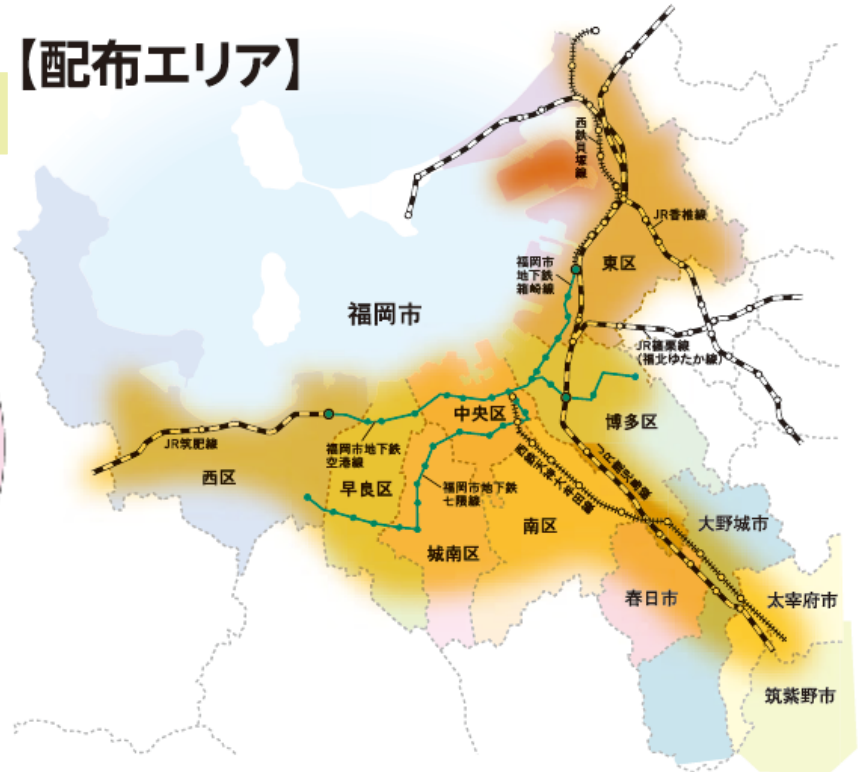 【配布エリア】
西鉄貝塚線
JR香椎線
福岡市
地下鉄
箱崎線
東区
福岡市
JR篠栗線
(福北ゆたか線)
中央区
博多区
JR筑肥線
福岡市地下鉄
空港線
西区
早良区
福岡市地下鉄
七隈線
西鉄天神大牟田線
JR鹿児島線
南区
大野城市
城南区
春日市
太宰府市
筑紫野市